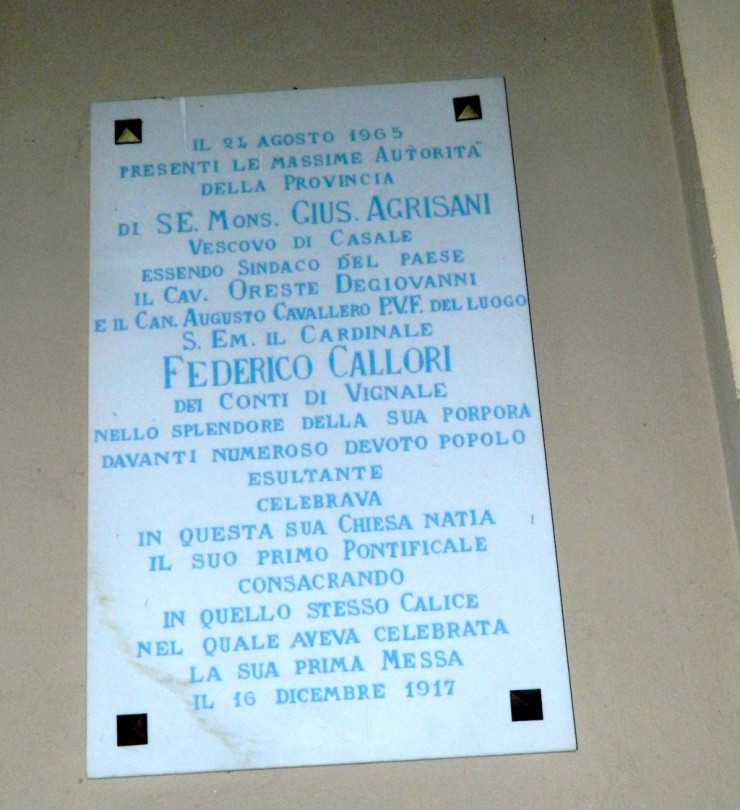 IL 24 AGOSTO 1965
PRESENTI LE MASSIME AUTORITÀ
DELLA PROVINCIA
DI SE. MONS. GIUS. AGRISANI
VESCOVO DI CASALE
ESSENDO SINDACO DEL PAESE
IL CAV. ORESTE DEGIOVANNI
E IL CAN. AUGUSTO CAVALLERO P.V.F. DEL LUOGO
S. EM. IL CARDINALE
FEDERICO CALLORI
DEI CONTI DI VIGNALE
NELLO SPLENDORE DELLA SUA PORPORA
DAVANTI NUMEROSO DEVOTO POPOLO
ESULTANTE
CELEBRAVA
IN QUESTA SUA CHIESA NATIA
IL SUO PRIMO PONTIFICALE
CONSACRANDO
IN QUELLO STESSO CALICE
NEL QUALE AVEVA CELEBRATA
LA SUA PRIMA MESSA
IL 16 DICEMBRE 1917